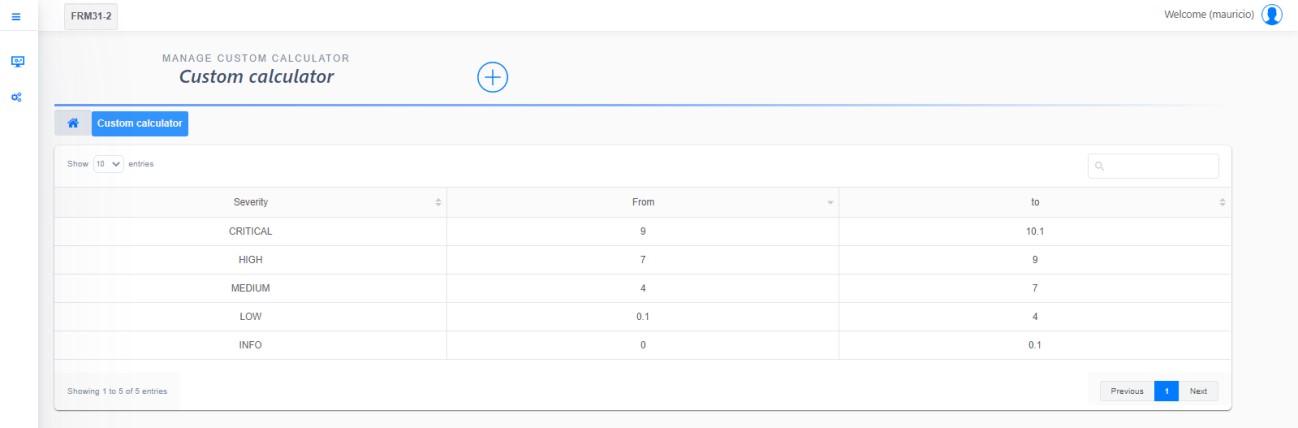 FRM31-2
Welcome (mauricio)
MANAGE CUSTOM CALCULATOR
Custom calculator
Custom calculator
Show 10 entries
Severity From to
CRITICAL 9 10.1
HIGH 7 9
MEDIUM 4 7
LOW 0.1 4
INFO 0 0.1
Showing 1 to 5 of 5 entries
Previous 1 Next